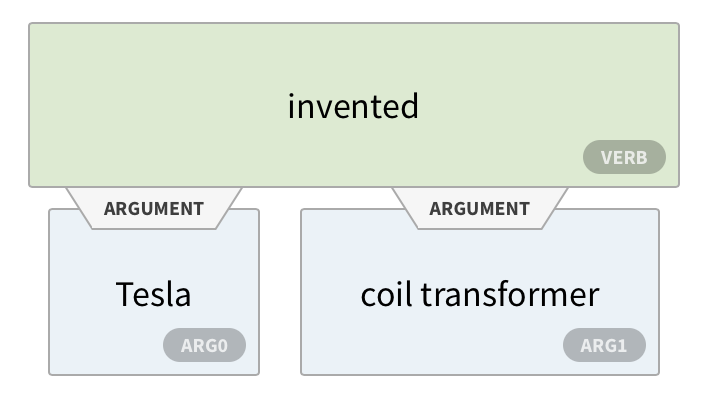 invented
VERB
ARGUMENT ARGUMENT
Tesla coil transformer
ARG0 ARG1